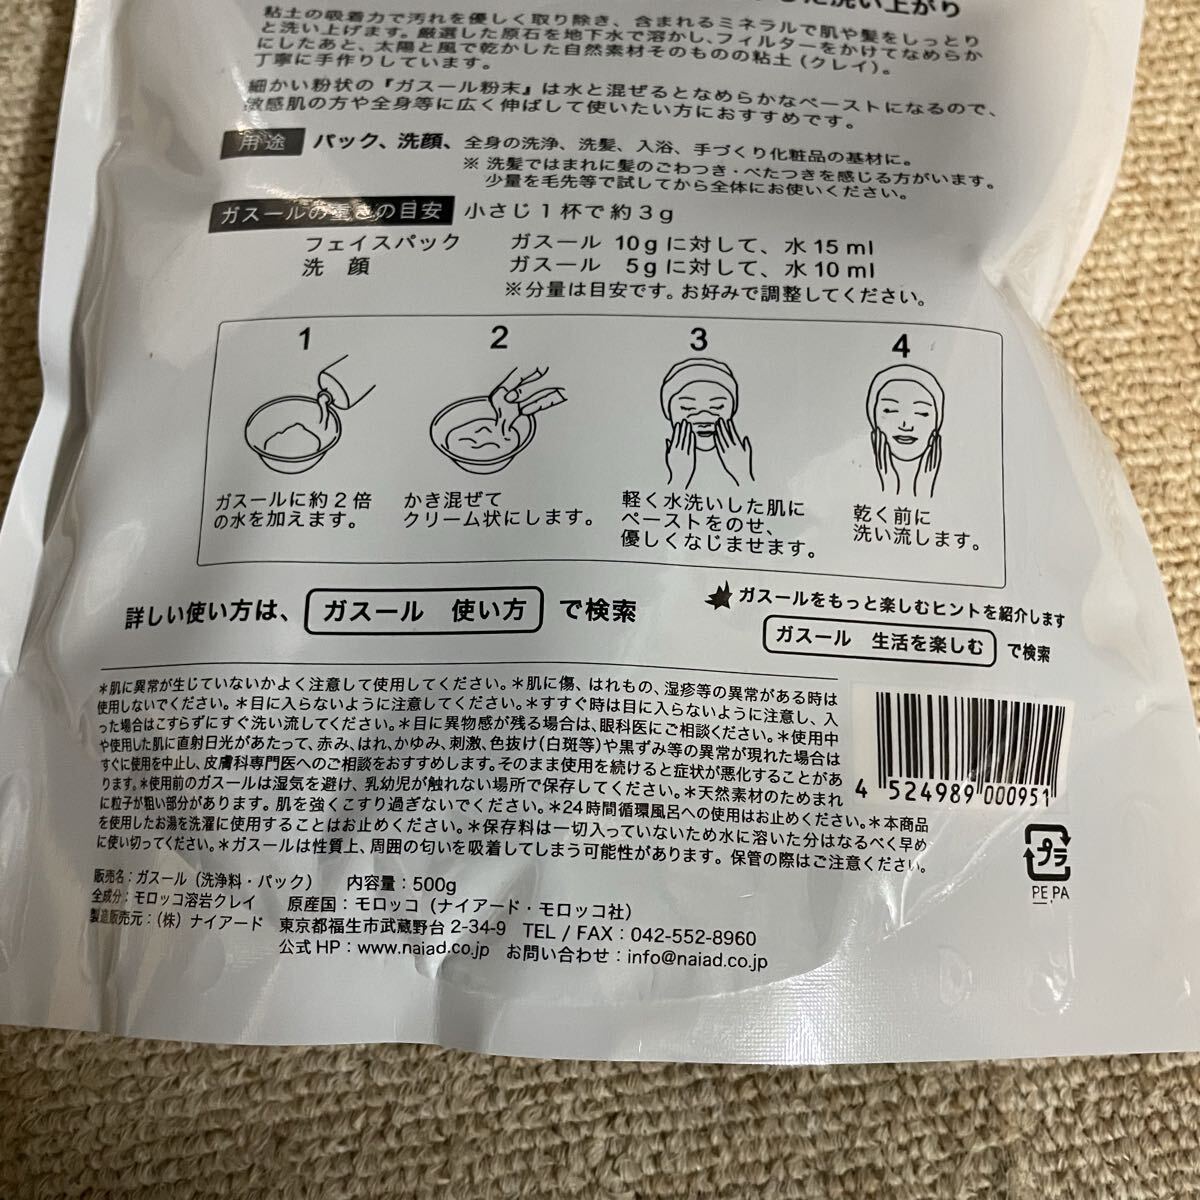 洗い上がり
粘土の吸着力で汚れを優しく取り除き、含まれるミネラルで肌や髪をしっとり
と洗い上げます。厳選した原石を地下水で溶かし、フィルターをかけてなめらか
にしたあと、太陽と風で乾かした自然素材そのものの粘土(クレイ)。
丁寧に手作りしています。
細かい粉状の『ガスール粉末』は水と混ぜるとなめらかなペーストになるので、
敏感肌の方や全身等に広く伸ばして使いたい方におすすめです。
用途 パック、洗顔、全身の洗浄、洗髪、入浴、手づくり化粧品の基材に。
※ 洗髪ではまれに髪のごわつき・べたつきを感じる方がいます。
少量を毛先等で試してから全体にお使いください。
ガスールの重さの目安 小さじ1杯で約3g
フェイスパック ガスール 10gに対して、水15ml
洗 顔 ガスール 5gに対して、水10ml
※分量は目安です。お好みで調整してください。
1 2 3 4
ガスールに約2倍
の水を加えます。
かき混ぜて
クリーム状にします。
軽く水洗いした肌に
ペーストをのせ、
優しくなじませます。
乾く前に
洗い流します。
詳しい使い方は、 ガスール 使い方 で検索
ガスールをもっと楽しむヒントを紹介します
ガスール 生活を楽しむ で検索
*肌に異常が生じていないかよく注意して使用してください。*肌に傷、はれもの、湿疹等の異常がある時は
使用しないでください。*目に入らないように注意してください。*すすぐ時は目に入らないように注意し、入
った場合はこすらずにすぐ洗い流してください。*目に異物感が残る場合は、眼科医にご相談ください。*使用中
や使用した肌に直射日光があたって、赤み、はれ、かゆみ、刺激、色抜け(白斑等)や黒ずみ等の異常が現れた場合は
すぐに使用を中止し、皮膚科専門医へのご相談をおすすめします。そのまま使用を続けると症状が悪化することがあ
ります。*使用前のガスールは湿気を避け、乳幼児が触れない場所で保存してください。*天然素材のためまれ
に粒子が粗い部分があります。肌を強くこすり過ぎないでください。*24時間循環風呂への使用はお止めください。*本商品
を使用したお湯を洗濯に使用することはお止めください。*保存料は一切入っていないため水に溶いた分はなるべく早め
に使い切ってください。*ガスールは性質上、周囲の匂いを吸着してしまう可能性があります。保管の際はご注意ください。
4 524989 000951
プラ
PE,PA
販売名:ガスール(洗浄料・パック) 内容量:500g
全成分:モロッコ溶岩クレイ 原産国:モロッコ(ナイアード・モロッコ社)
製造販売元:(株)ナイアード 東京都福生市武蔵野台2-34-9 TEL / FAX:042-552-8960
公式HP:www.naiad.co.jp お問い合わせ:info@naiad.co.jp